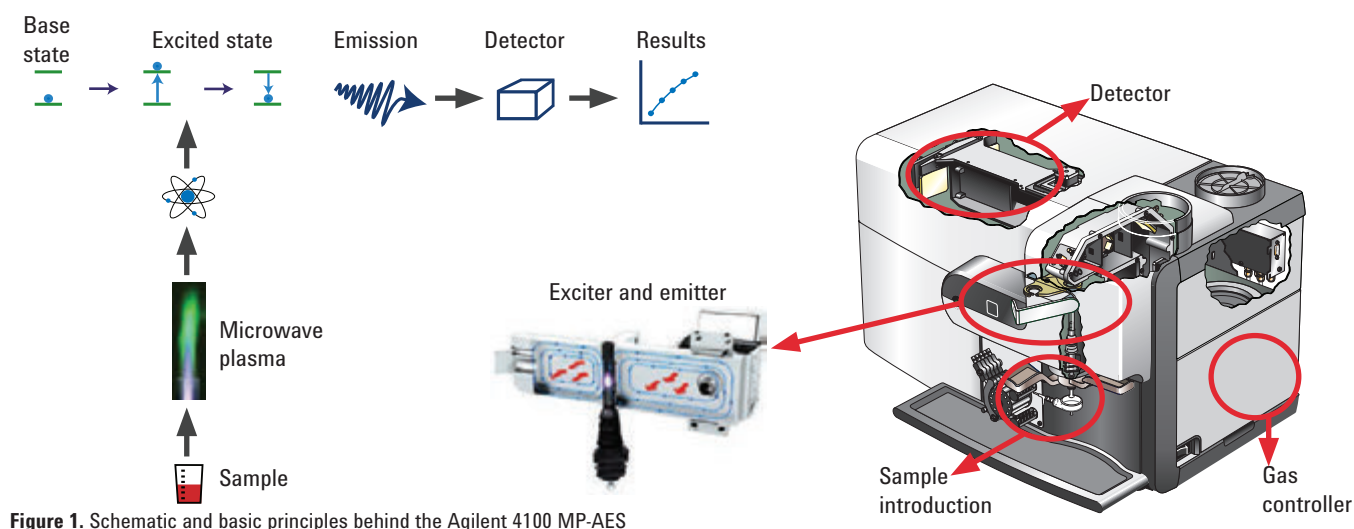 Base
state
Excited state
Emission
Detector
Results
Microwave
plasma
Sample
Exciter and emitter
Detector
Sample
introduction
Gas
controller
Figure 1. Schematic and basic principles behind the Agilent 4100 MP-AES